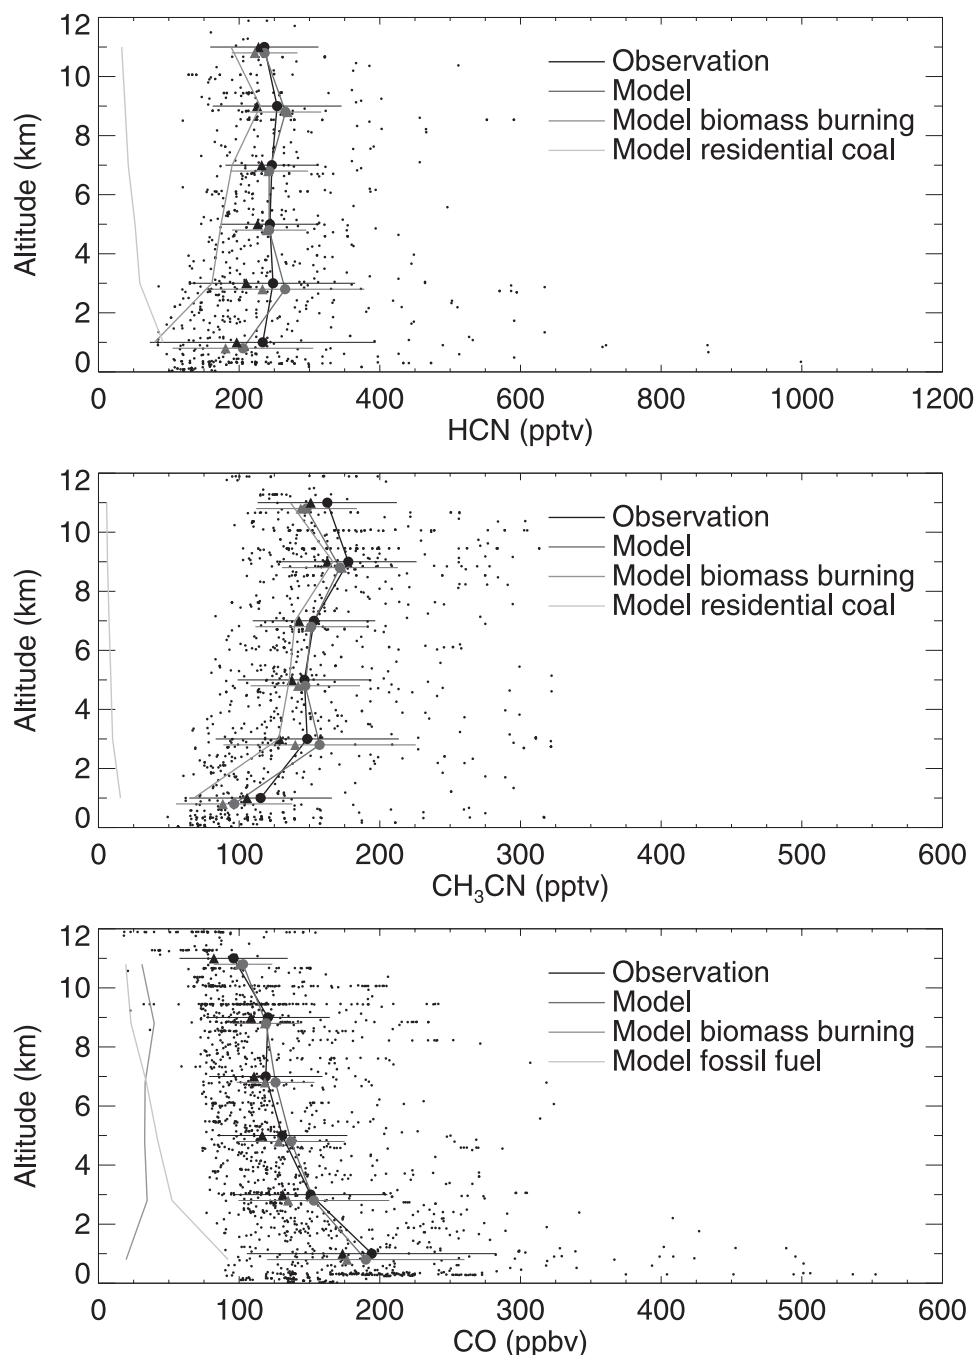 12
10
8
6
4
2
0
Altitude (km)
Observation
Model
Model biomass burning
Model residential coal
0 200 400 600 800 1000 1200
HCN (pptv)
12
10
8
6
4
2
0
Altitude (km)
Observation
Model
Model biomass burning
Model residential coal
0 100 200 300 400 500 600
CH₃CN (pptv)
12
10
8
6
4
2
0
Altitude (km)
Observation
Model
Model biomass burning
Model fossil fuel
0 100 200 300 400 500 600
CO (ppbv)